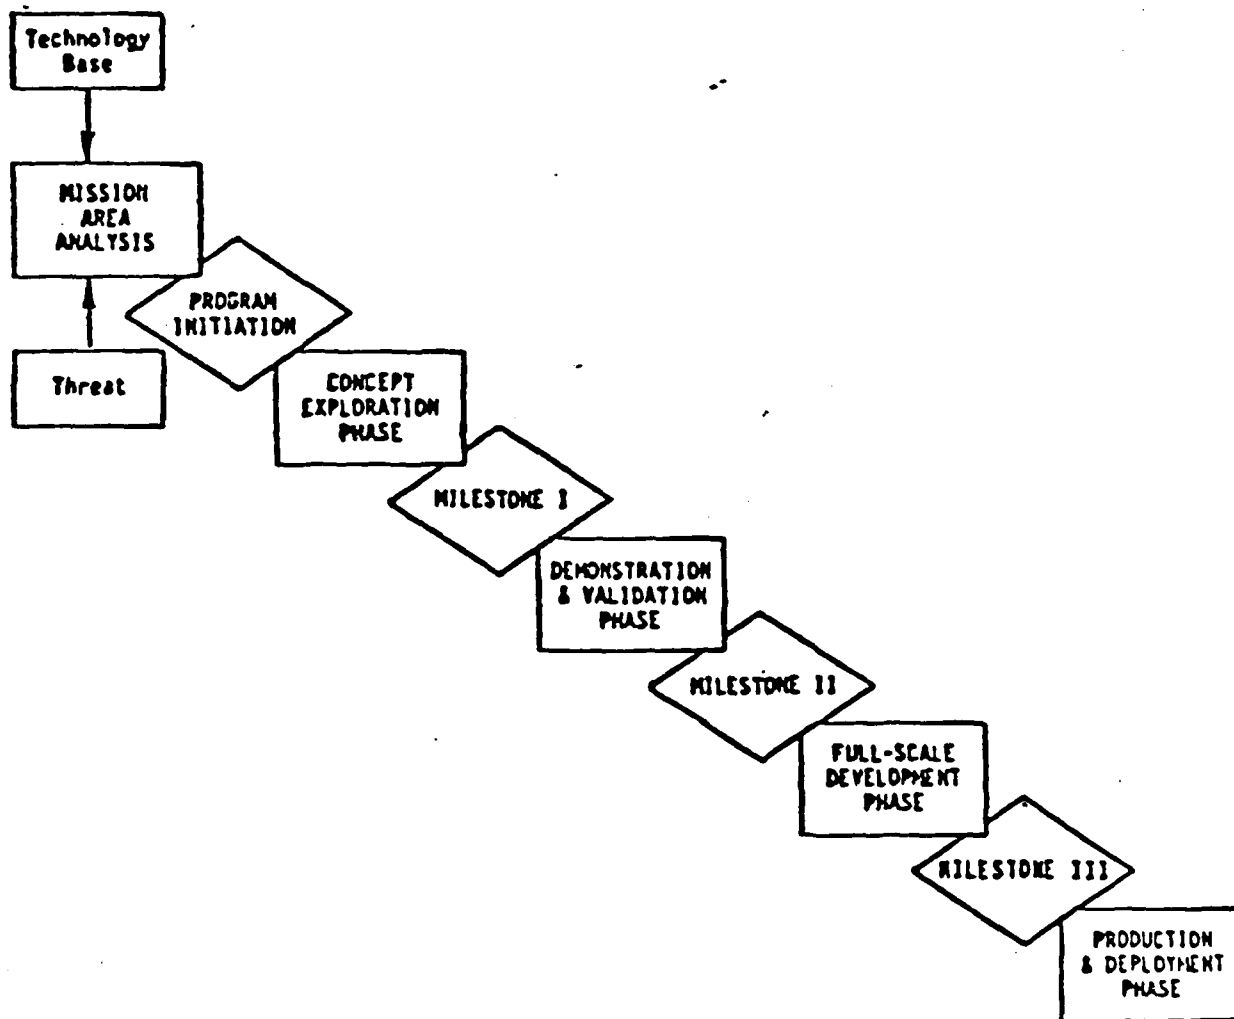 Technology
Base
MISSION
AREA
ANALYSIS
PROGRAM
INITIATION
Threat
CONCEPT
EXPLORATION
PHASE
MILESTONE I
DEMONSTRATION
& VALIDATION
PHASE
MILESTONE II
FULL-SCALE
DEVELOPMENT
PHASE
MILESTONE III
PRODUCTION
& DEPLOYMENT
PHASE